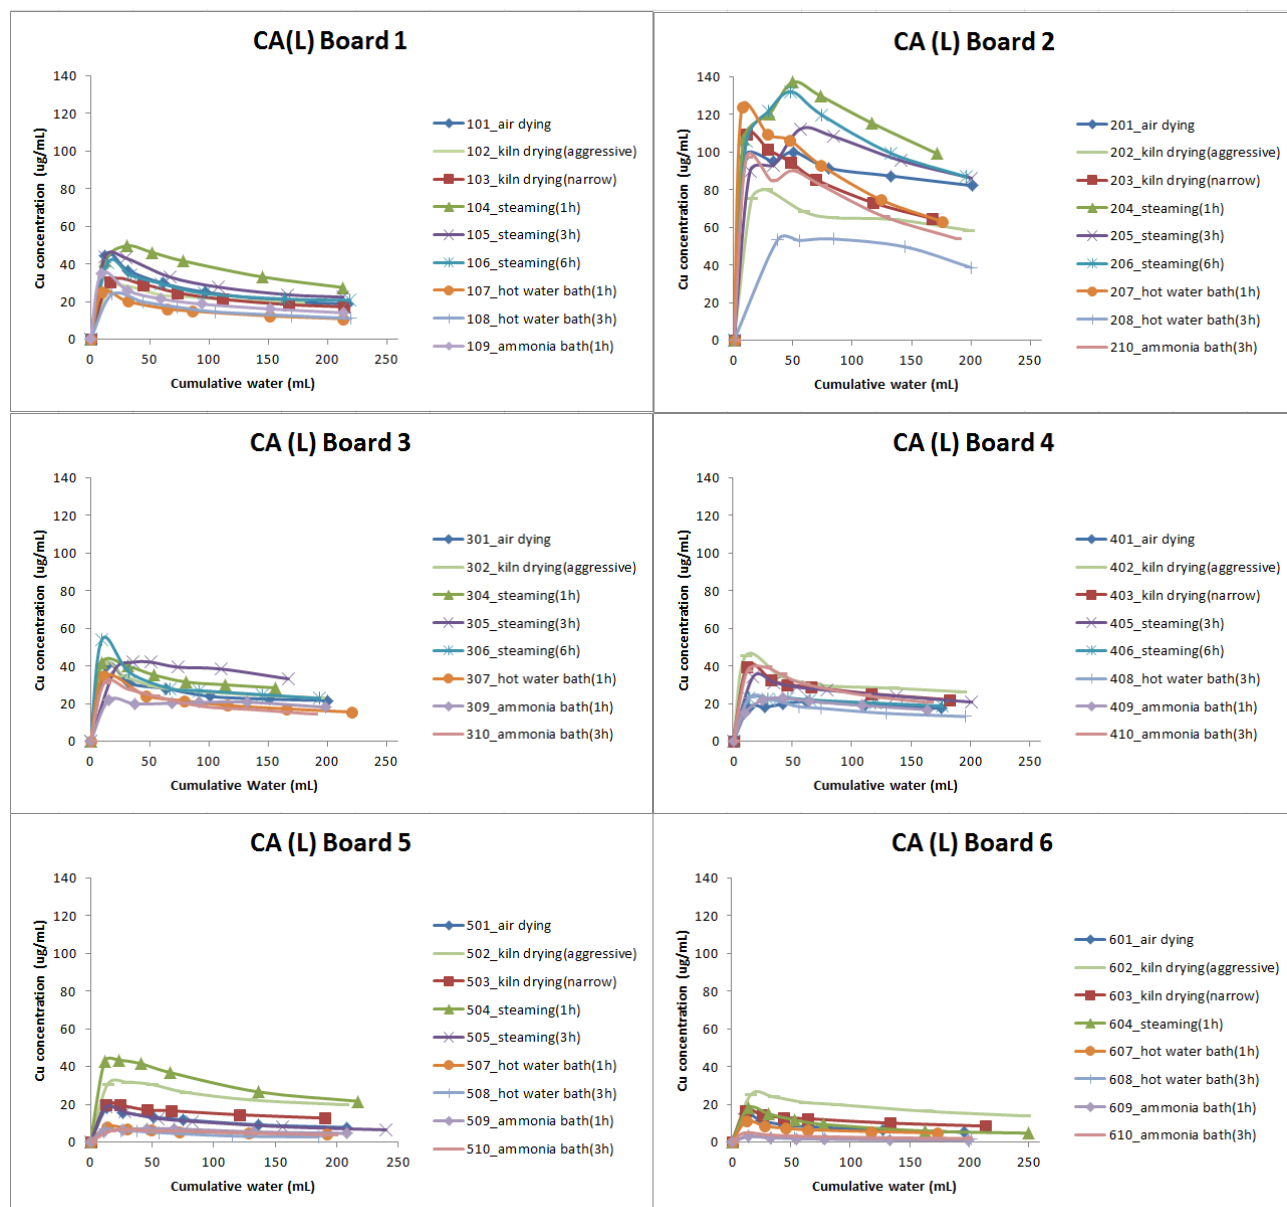 CA(L) Board 1
Cu concentration (ug/mL)
140
120
100
80
60
40
20
0
0 50 100 150 200 250
Cumulative water (mL)
101_air dying
102_kiln drying(aggressive)
103_kiln drying(narrow)
104_steaming(1h)
105_steaming(3h)
106_steaming(6h)
107_hot water bath(1h)
108_hot water bath(3h)
109_ammonia bath(1h)
CA (L) Board 2
Cu concentration (ug/mL)
140
120
100
80
60
40
20
0
0 50 100 150 200 250
Cumulative water (mL)
201_air dying
202_kiln drying(aggressive)
203_kiln drying(narrow)
204_steaming(1h)
205_steaming(3h)
206_steaming(6h)
207_hot water bath(1h)
208_hot water bath(3h)
210_ammonia bath(3h)
CA (L) Board 3
Cu concentration (ug/mL)
140
120
100
80
60
40
20
0
0 50 100 150 200 250
Cumulative Water (mL)
301_air dying
302_kiln drying(aggressive)
304_steaming(1h)
305_steaming(3h)
306_steaming(6h)
307_hot water bath(1h)
309_ammonia bath(1h)
310_ammonia bath(3h)
CA (L) Board 4
Cu concentration (ug/mL)
140
120
100
80
60
40
20
0
0 50 100 150 200 250
Cumulative water (mL)
401_air dying
402_kiln drying(aggressive)
403_kiln drying(narrow)
405_steaming(3h)
406_steaming(6h)
408_hot water bath(3h)
409_ammonia bath(1h)
410_ammonia bath(3h)
CA (L) Board 5
Cu concentration (ug/mL)
140
120
100
80
60
40
20
0
0 50 100 150 200 250
Cumulative water (mL)
501_air dying
502_kiln drying(aggressive)
503_kiln drying(narrow)
504_steaming(1h)
505_steaming(3h)
507_hot water bath(1h)
508_hot water bath(3h)
509_ammonia bath(1h)
510_ammonia bath(3h)
CA (L) Board 6
Cu concentration (ug/mL)
140
120
100
80
60
40
20
0
0 50 100 150 200 250
Cumulative water (mL)
601_air dying
602_kiln drying(aggressive)
603_kiln drying(narrow)
604_steaming(1h)
607_hot water bath(1h)
608_hot water bath(3h)
609_ammonia bath(1h)
610_ammonia bath(3h)